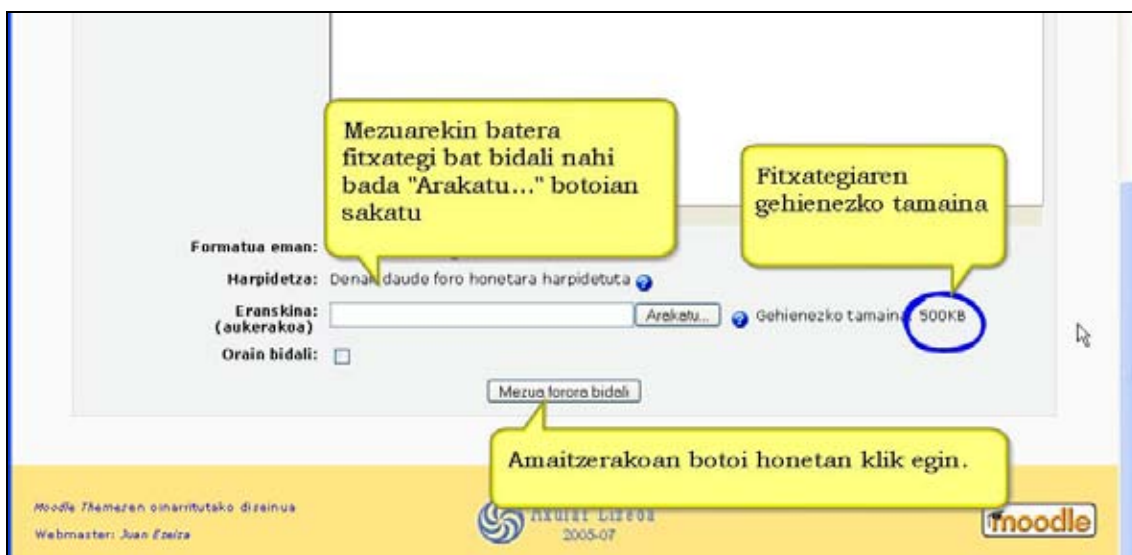 Mezuarekin batera
fitxategi bat bidali nahi
bada "Arakatu..." botoian
sakatu
Fitxategiaren
gehienezko tamaina
Formatua eman:
Harpidetza: Denak daude foro honetara harpidetuta
Eranskina:
(aukerakoa)
Arakatu... Gehienezko tamaina: 500KB
Orain bidali:
Mezua forora bidali
Amaitzerakoan botoi honetan klik egin.
Moodle Themezen oinarritutako diseinua
Webmaster: Juan Ezeiza
Axular Lizeoa
2005-07
moodle